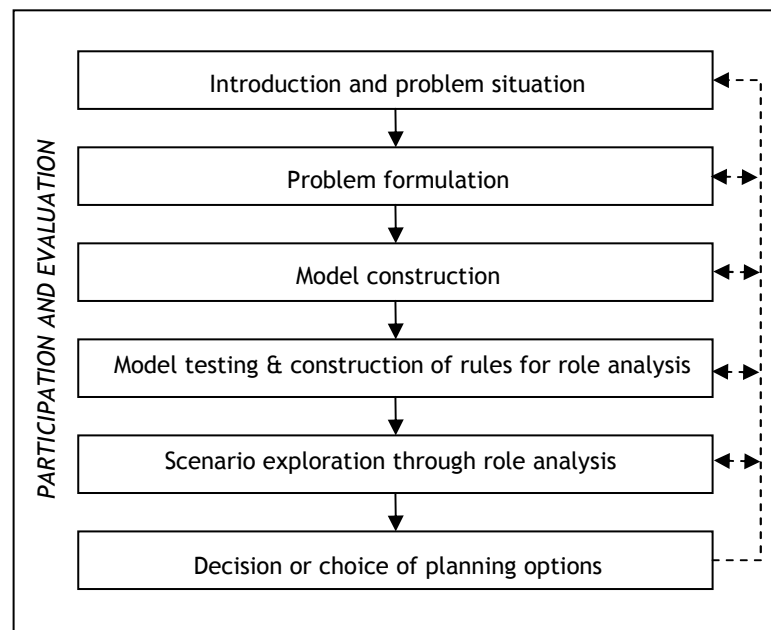 PARTICIPATION AND EVALUATION
Introduction and problem situation
Problem formulation
Model construction
Model testing & construction of rules for role analysis
Scenario exploration through role analysis
Decision or choice of planning options